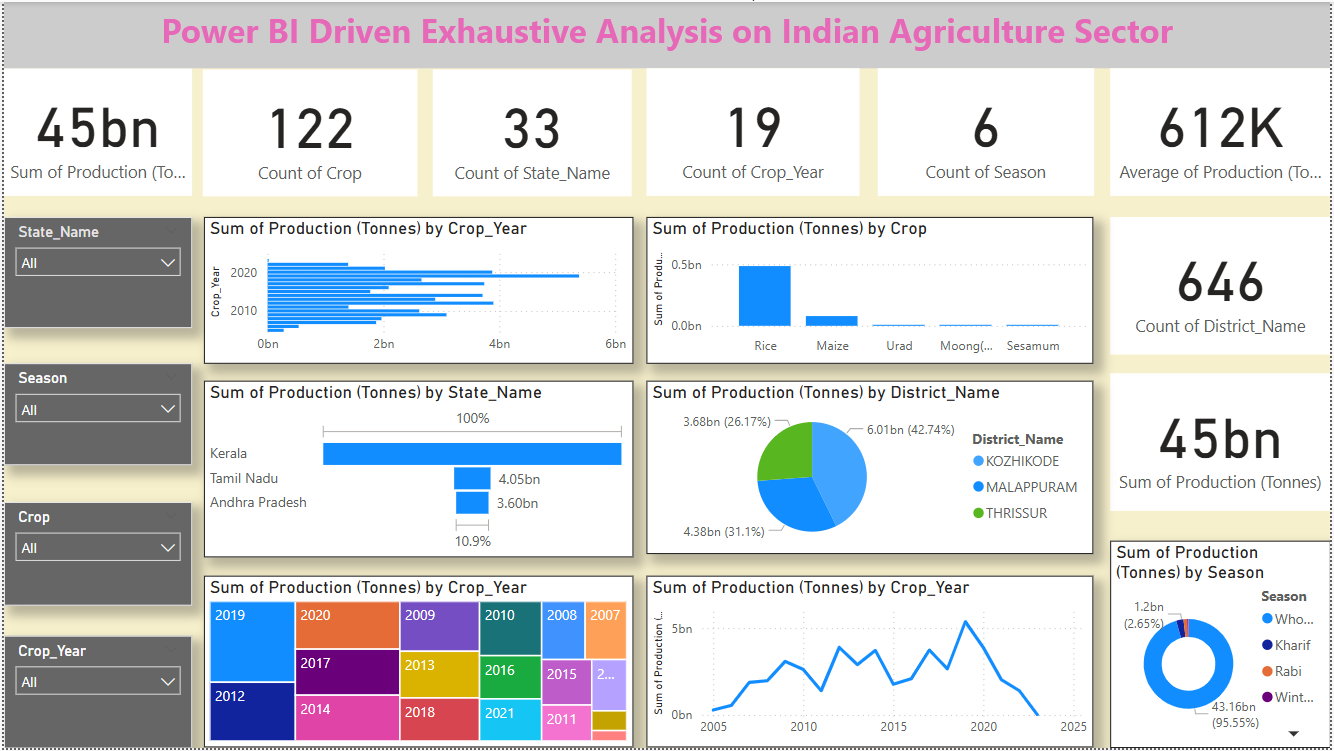 Power BI Driven Exhaustive Analysis on Indian Agriculture Sector
45bn
Sum of Production (To...
122
Count of Crop
33
Count of State_Name
19
Count of Crop_Year
6
Count of Season
612K
Average of Production (To...
State_Name
All
Season
All
Crop
All
Crop_Year
All
Sum of Production (Tonnes) by Crop_Year
Crop_Year
2020
2010
0bn
2bn
4bn
6bn
Sum of Production (Tonnes) by Crop
Sum of Produ...
0.5bn
0.0bn
Rice
Maize
Urad
Moong(...
Sesamum
646
Count of District_Name
Sum of Production (Tonnes) by State_Name
100%
Kerala
Tamil Nadu
4.05bn
Andhra Pradesh
3.60bn
10.9%
Sum of Production (Tonnes) by District_Name
3.68bn (26.17%)
6.01bn (42.74%)
4.38bn (31.1%)
District_Name
KOZHIKODE
MALAPPURAM
THRISSUR
45bn
Sum of Production (Tonnes)
Sum of Production (Tonnes) by Crop_Year
2019
2012
2020
2017
2014
2009
2013
2018
2010
2016
2021
2008
2007
2015
2...
2011
Sum of Production (Tonnes) by Crop_Year
Sum of Production (...
5bn
0bn
2005
2010
2015
2020
2025
Sum of Production
(Tonnes) by Season
1.2bn
(2.65%)
43.16bn
(95.55%)
Season
Who...
Kharif
Rabi
Wint...